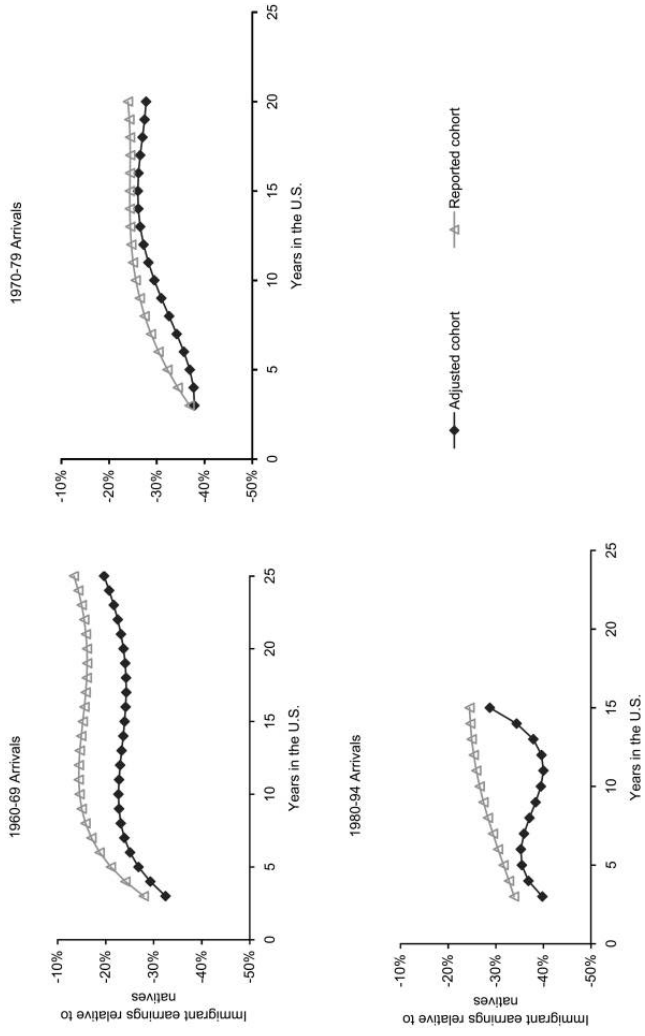 1960-69 Arrivals
Immigrant earnings relative to
natives
-10%
-20%
-30%
-40%
-50%
0
5
10
15
20
25
Years in the U.S.
1970-79 Arrivals
-10%
-20%
-30%
-40%
-50%
0
5
10
15
20
Years in the U.S.
1980-94 Arrivals
Immigrant earnings relative to
natives
-10%
-20%
-30%
-40%
-50%
0
5
10
15
20
25
Years in the U.S.
Adjusted cohort
Reported cohort